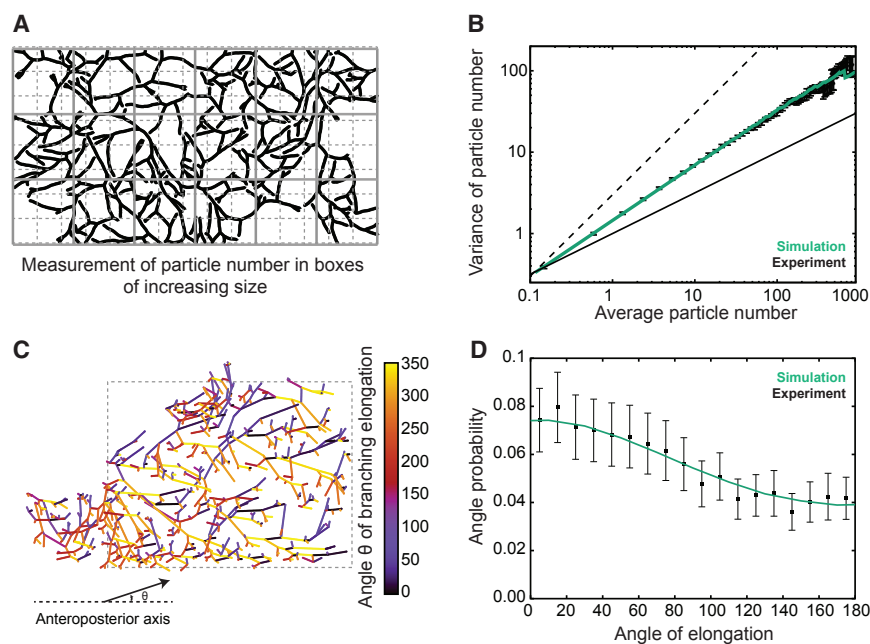 A
Measurement of particle number in boxes
of increasing size
B
Variance of particle number
100
10
1
0.1
1
10
100
1000
Simulation
Experiment
Average particle number
C
Angle θ of branching elongation
350
300
250
200
150
100
50
0
θ
Anteroposterior axis
D
Angle probability
0.1
0.08
0.06
0.04
0.02
0.00
Simulation
Experiment
0 20 40 60 80 100 120 140 160 180
Angle of elongation